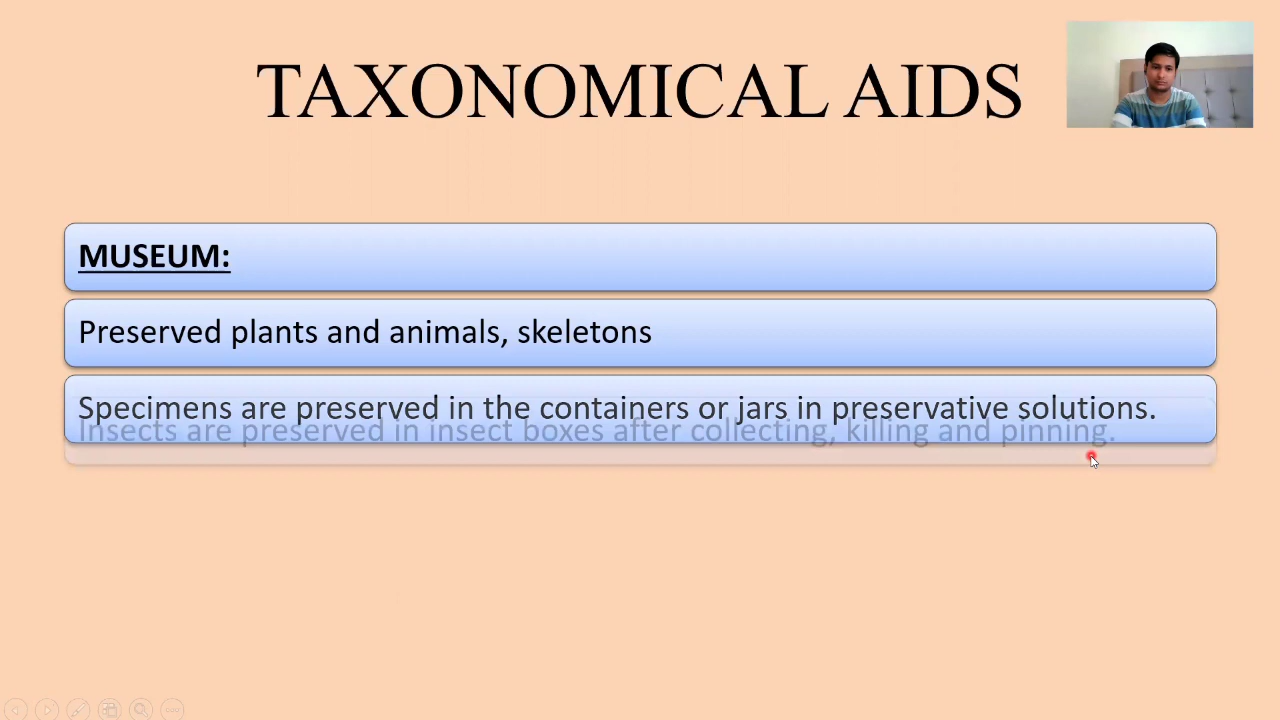 TAXONOMICAL AIDS
MUSEUM:
Preserved plants and animals, skeletons
Specimens are preserved in the containers or jars in preservative solutions.
Insects are preserved in insect boxes after collecting, killing and pinning.